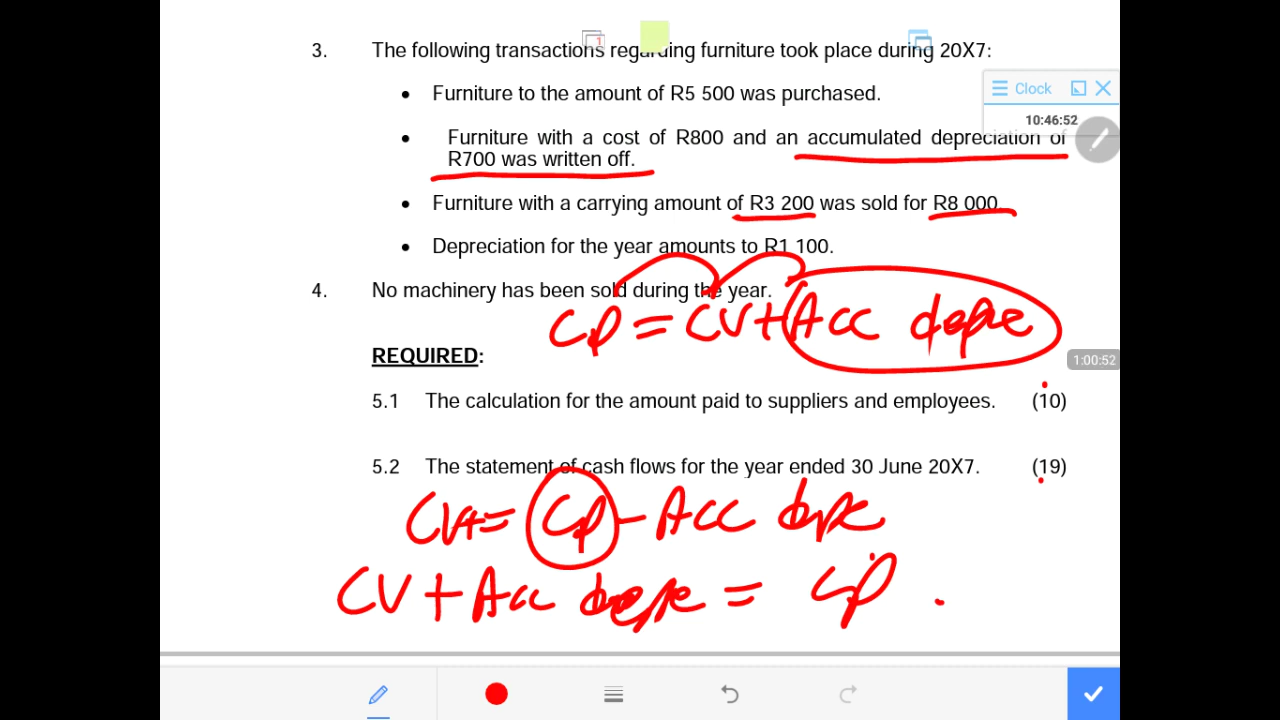 3. The following transactions regarding furniture took place during 20X7:
• Furniture to the amount of R5 500 was purchased.
Clock
10:46:52
• Furniture with a cost of R800 and an accumulated depreciation of
R700 was written off.
• Furniture with a carrying amount of R3 200 was sold for R8 000.
• Depreciation for the year amounts to R1 100.
4. No machinery has been sold during the year.
Cp = CV + (Acc depre
REQUIRED:
1:00:52
5.1 The calculation for the amount paid to suppliers and employees. (10)
5.2 The statement of cash flows for the year ended 30 June 20X7. (19)
CV = Cp - Acc depre
CV + Acc depre = Cp.